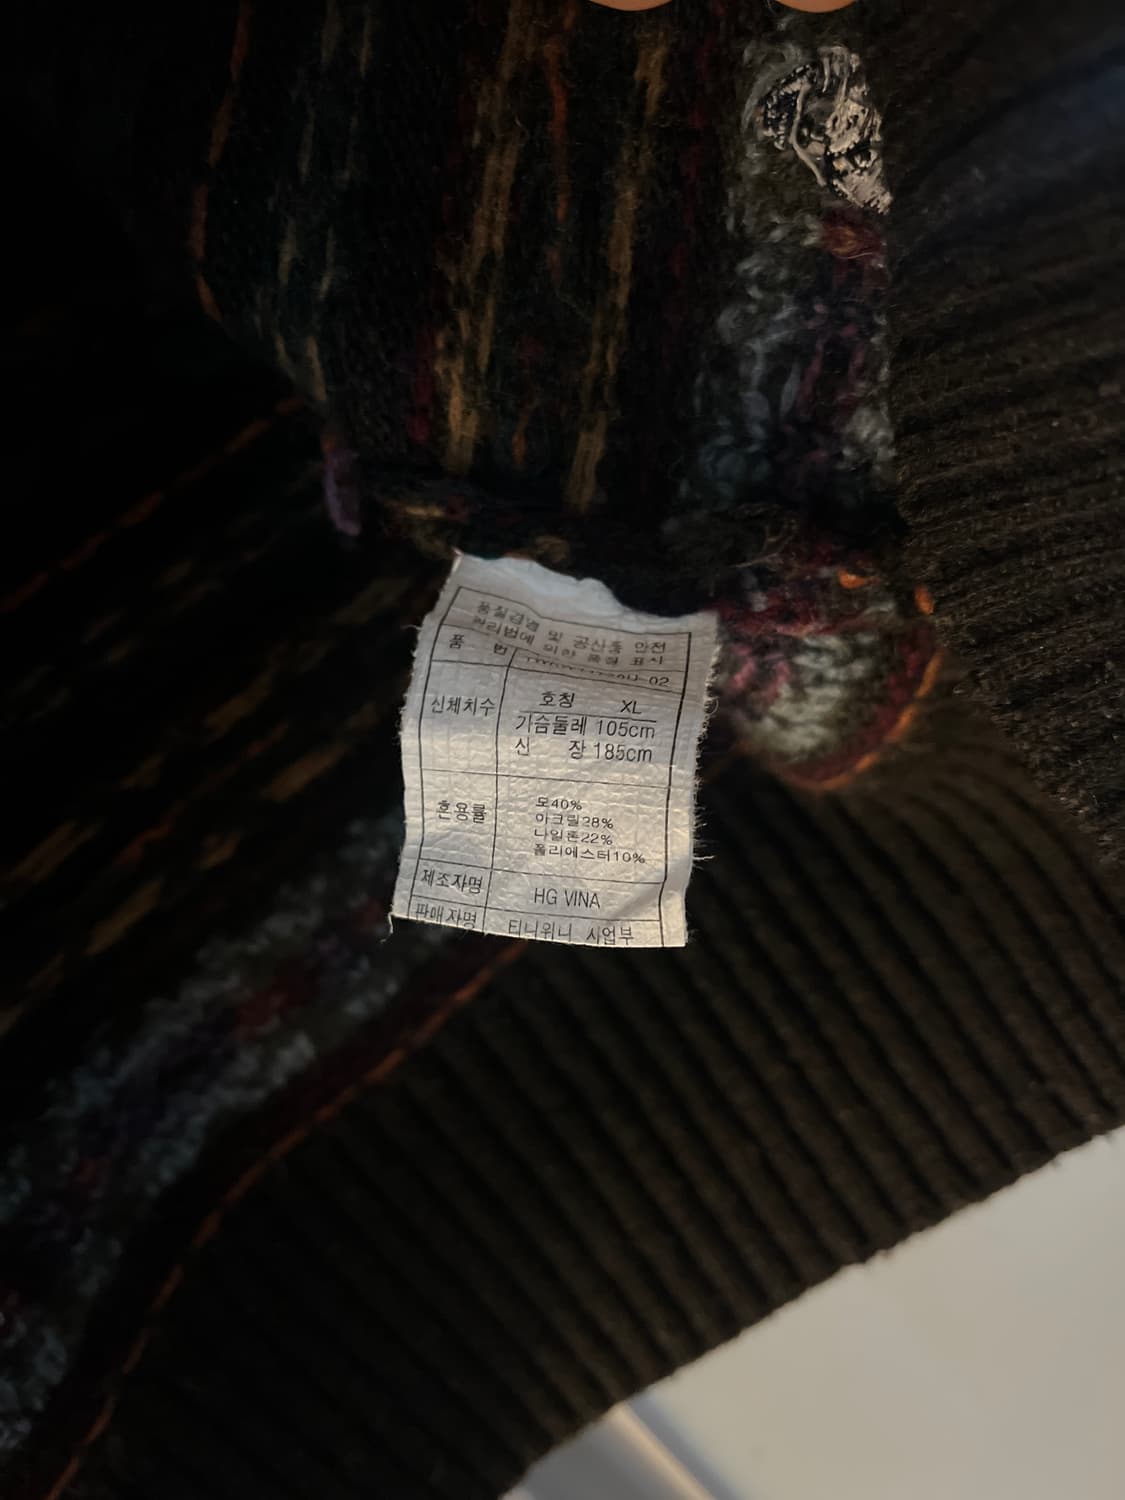 품질경영 및 공산품 안전
관리법에 의한 품질 표시
품 번
-02
신체치수
호칭 XL
가슴둘레 105cm
신 장 185cm
혼용률
모40%
아크릴28%
나일론22%
폴리에스터10%
제조자명 HG VINA
판매자명 티니위니 사업부